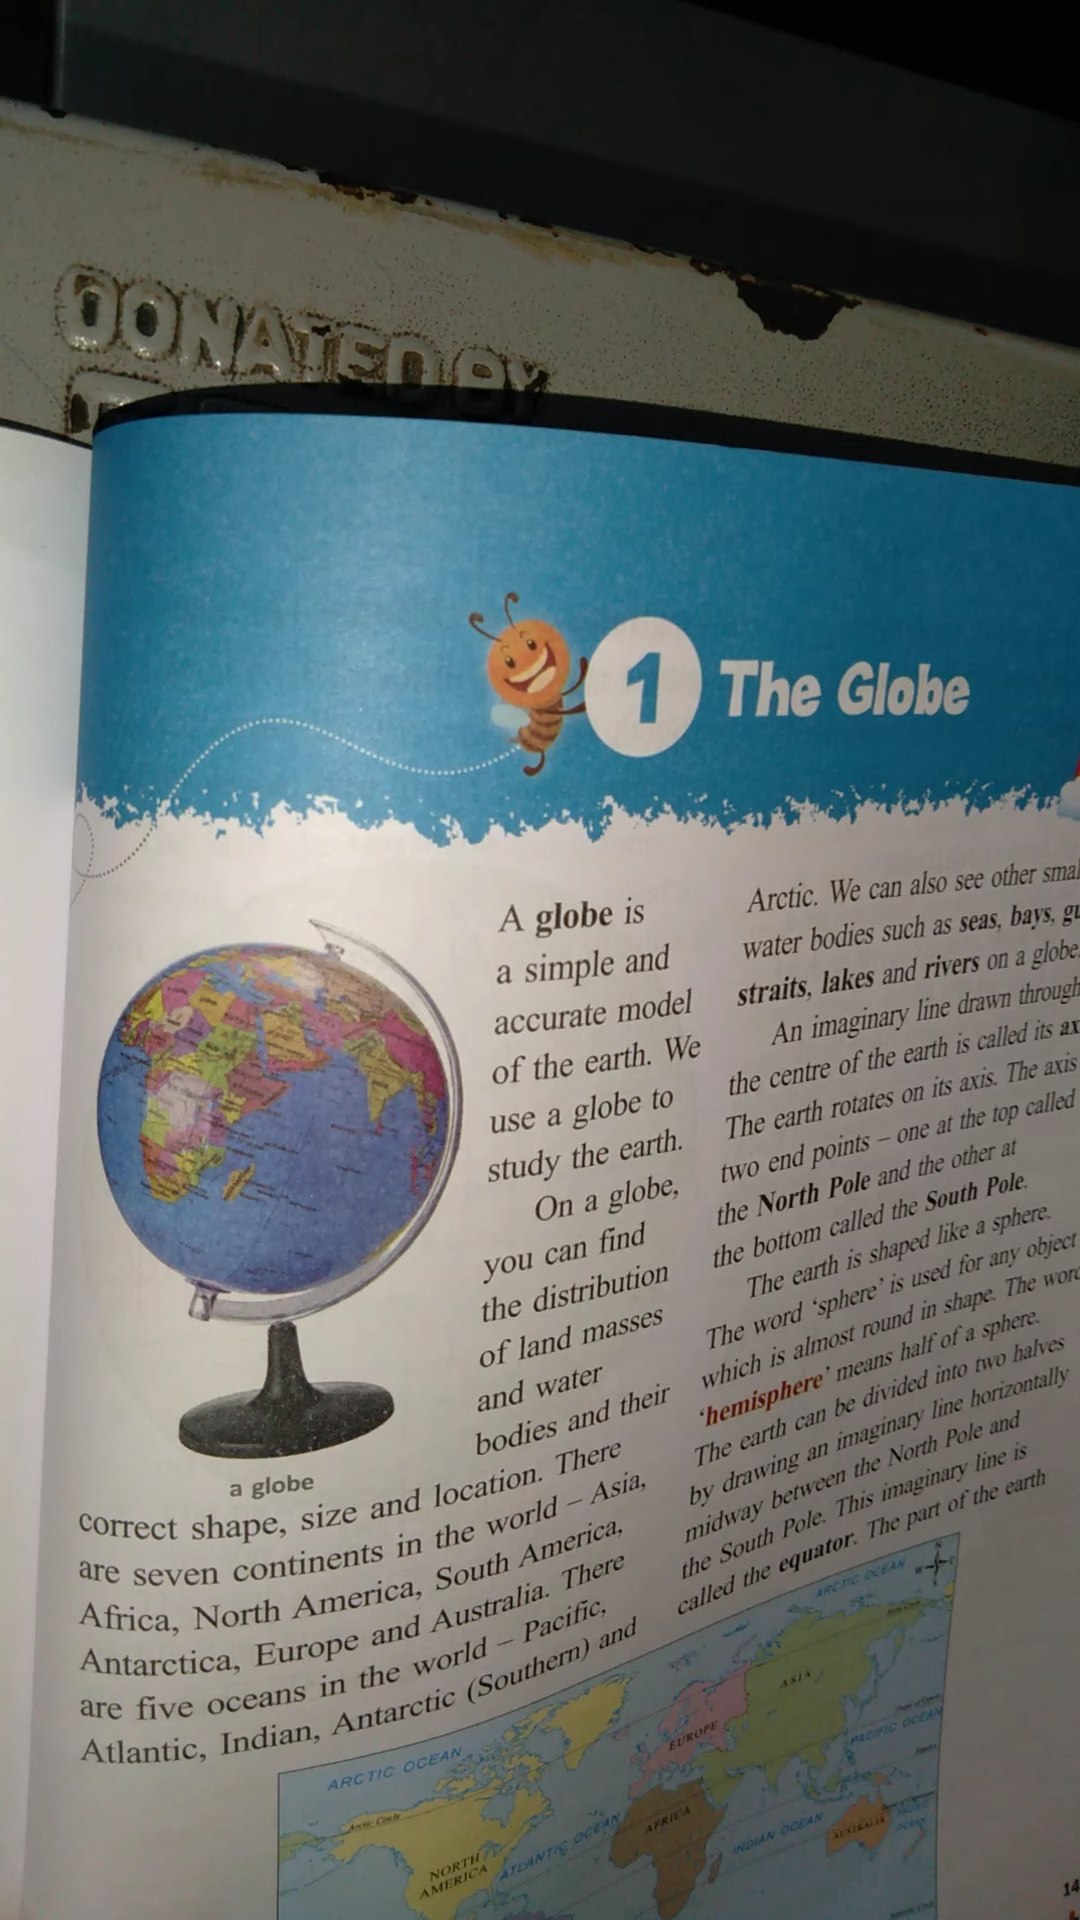 DONATED BY
1 The Globe
A globe is
a simple and
accurate model
of the earth. We
use a globe to
study the earth.
On a globe,
you can find
the distribution
of land masses
and water
bodies and their
a globe
correct shape, size and location. There
are seven continents in the world – Asia,
Africa, North America, South America,
Antarctica, Europe and Australia. There
are five oceans in the world – Pacific,
Atlantic, Indian, Antarctic (Southern) and
Arctic. We can also see other smal
water bodies such as seas, bays, gu
straits, lakes and rivers on a globe.
An imaginary line drawn through
the centre of the earth is called its ax
The earth rotates on its axis. The axis
two end points – one at the top called
the North Pole and the other at
the bottom called the South Pole.
The earth is shaped like a sphere.
The word ‘sphere’ is used for any object
which is almost round in shape. The word
‘hemisphere’ means half of a sphere.
The earth can be divided into two halves
by drawing an imaginary line horizontally
midway between the North Pole and
the South Pole. This imaginary line is
called the equator. The part of the earth
ARCTIC OCEAN
N
W
E
ARCTIC OCEAN
Arctic Circle
ASIA
EUROPE
PACIFIC OCEAN
AFRICA
NORTH
AMERICA
ATLANTIC OCEAN
INDIAN OCEAN
AUSTRALIA
PACIFIC
OCEAN
14